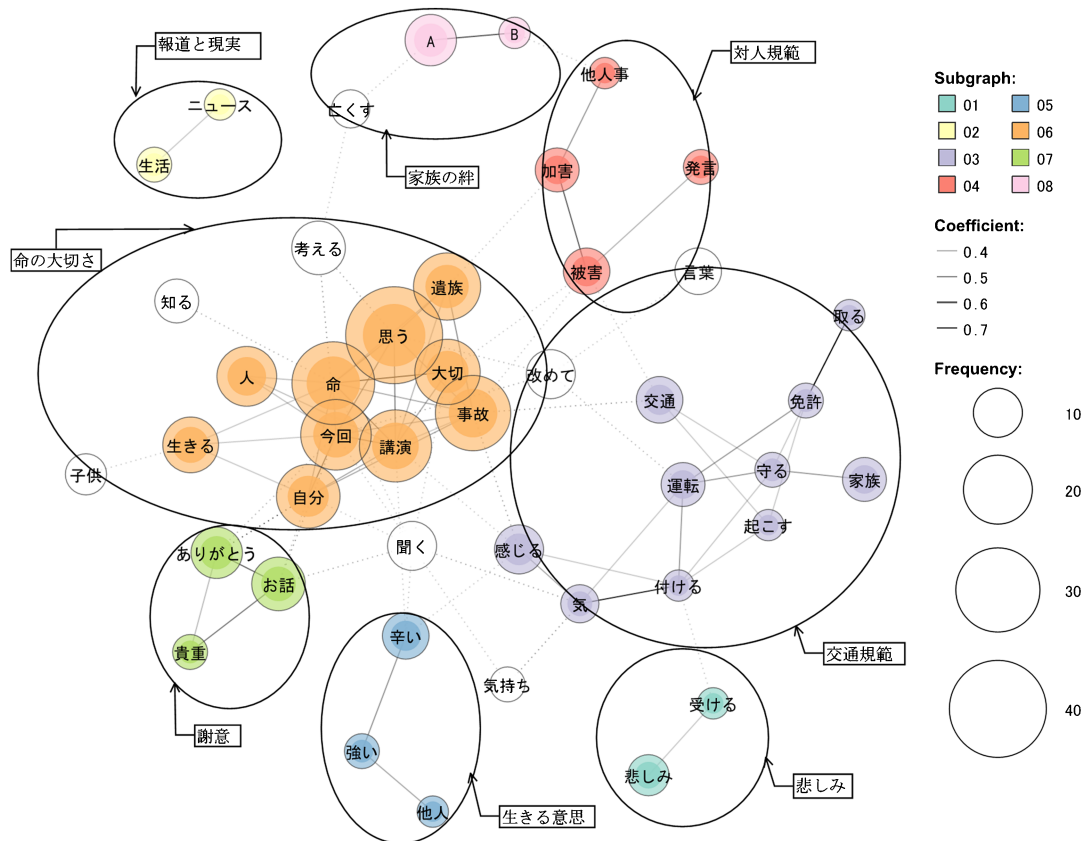 報道と現実
ニュース
生活
A
B
亡くす
家族の絆
他人事
対人規範
加害
発言
被害
言葉
命の大切さ
考える
知る
遺族
思う
人
命
大切
改めて
事故
生きる
今回
講演
子供
自分
取る
交通
免許
運転
守る
家族
起こす
感じる
気
付ける
交通規範
ありがとう
お話
貴重
謝意
聞く
辛い
気持ち
強い
他人
生きる意思
受ける
悲しみ
悲しみ
Subgraph:
01 05
02 06
03 07
04 08
Coefficient:
0.4
0.5
0.6
0.7
Frequency:
10
20
30
40